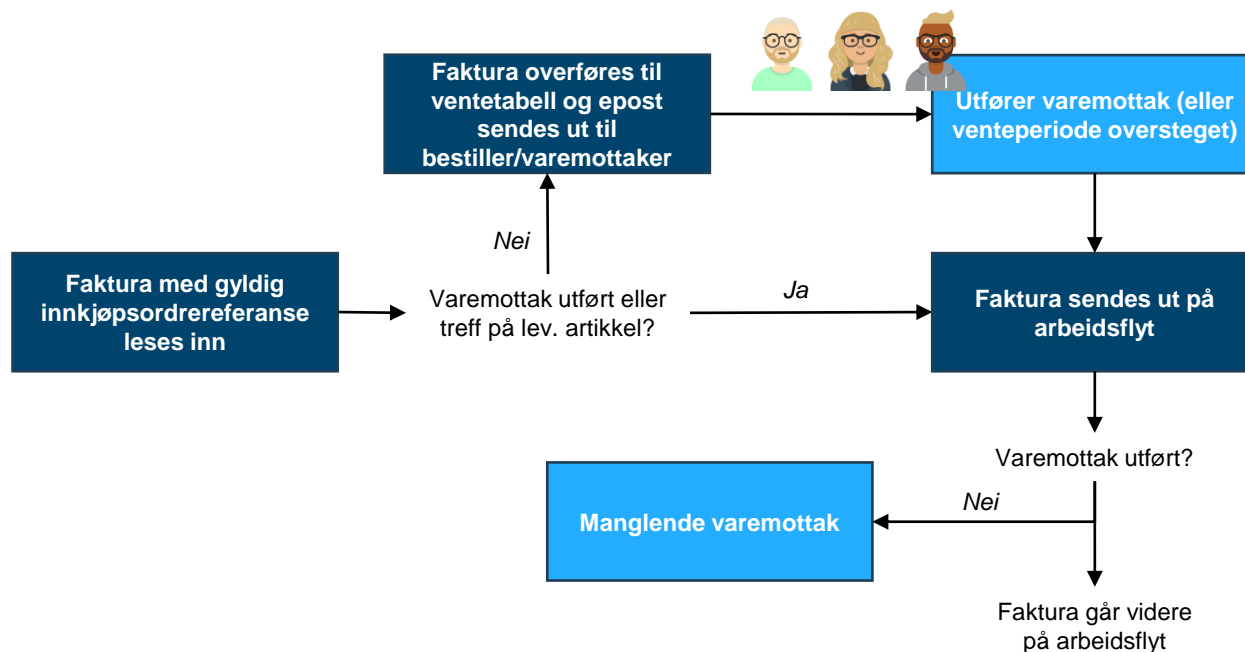 Faktura overføres til
ventetabell og epost
sendes ut til
bestiller/varemottaker
Utfører varemottak (eller
venteperiode oversteget)
Nei
Faktura med gyldig
innkjøpsordrereferanse
leses inn
Varemottak utført eller
treff på lev. artikkel?
Ja
Faktura sendes ut på
arbeidsflyt
Varemottak utført?
Nei
Manglende varemottak
Faktura går videre
på arbeidsflyt